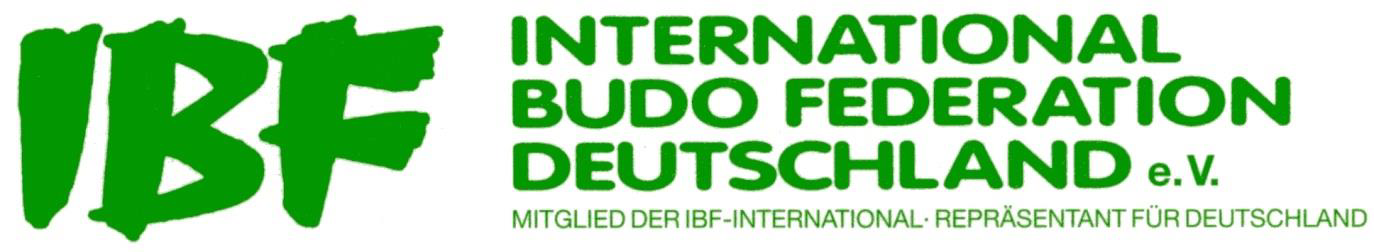 IBF
INTERNATIONAL
BUDO FEDERATION
DEUTSCHLAND e.V.
MITGLIED DER IBF-INTERNATIONAL· REPRÄSENTANT FÜR DEUTSCHLAND